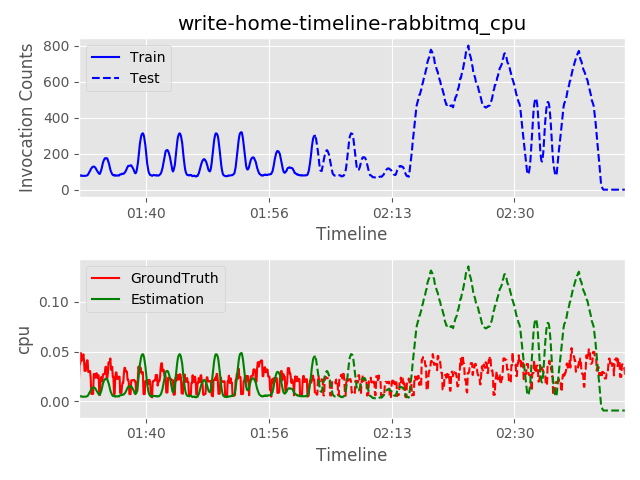 write-home-timeline-rabbitmq_cpu
Invocation Counts
800
600
400
200
0
Train
Test
01:40
01:56
02:13
02:30
Timeline
cpu
0.10
0.05
0.00
GroundTruth
Estimation
01:40
01:56
02:13
02:30
Timeline